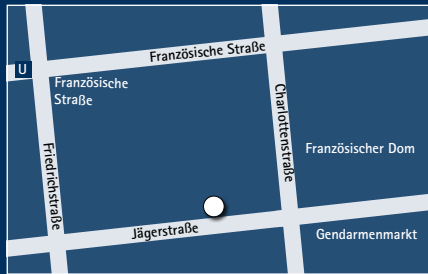 Französische Straße
U
Französische
Straße
Friedrichstraße
Charlottenstraße
Französischer Dom
Jägerstraße
Gendarmenmarkt